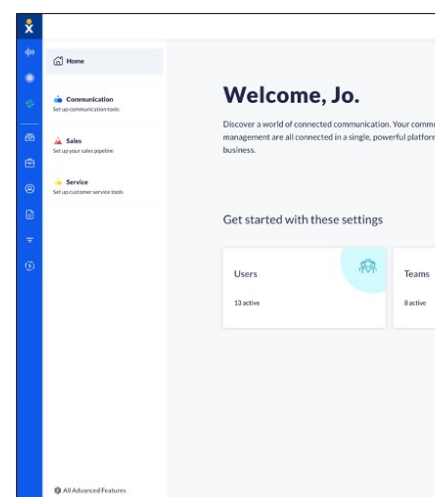 Home
Communication
Set up communication tools
Sales
Set up your sales pipeline
Service
Set up customer service tools
All Advanced Features
Welcome, Jo.
Discover a world of connected communication. Your commu
management are all connected in a single, powerful platform
business.
Get started with these settings
Users
13 active
Teams
8 active